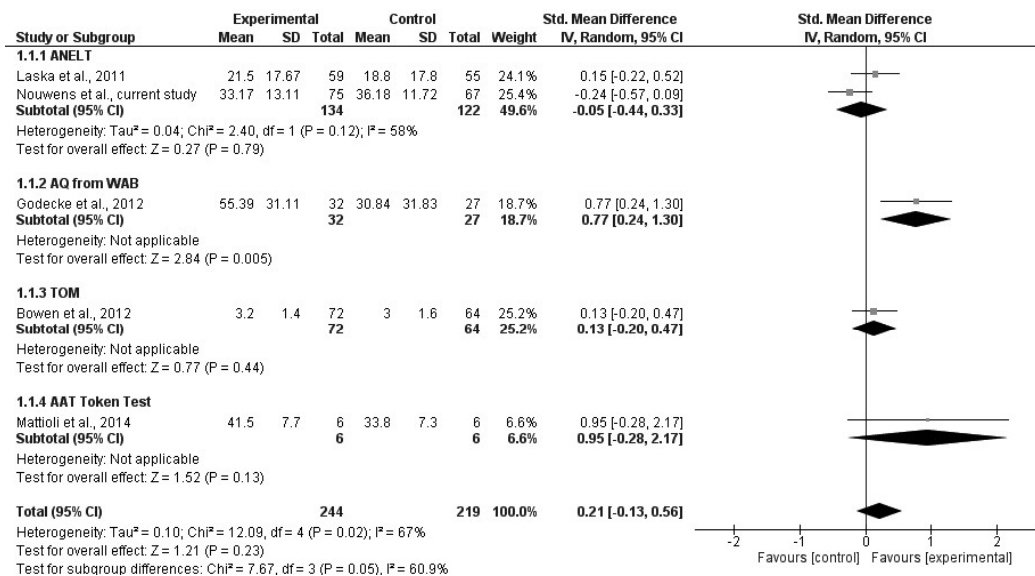 Experimental Control Std. Mean Difference Std. Mean Difference
Study or Subgroup Mean SD Total Mean SD Total Weight IV, Random, 95% CI IV, Random, 95% CI
1.1.1 ANELT
Laska et al., 2011 21.5 17.67 59 18.8 17.8 55 24.1% 0.15 [-0.22, 0.52]
Nouwens et al., current study 33.17 13.11 75 36.18 11.72 67 25.4% -0.24 [-0.57, 0.09]
Subtotal (95% CI) 134 122 49.6% -0.05 [-0.44, 0.33]
Heterogeneity: Tau² = 0.04; Chi² = 2.40, df = 1 (P = 0.12); I² = 58%
Test for overall effect: Z = 0.27 (P = 0.79)
1.1.2 AQ from WAB
Godecke et al., 2012 55.39 31.11 32 30.84 31.83 27 18.7% 0.77 [0.24, 1.30]
Subtotal (95% CI) 32 27 18.7% 0.77 [0.24, 1.30]
Heterogeneity: Not applicable
Test for overall effect: Z = 2.84 (P = 0.005)
1.1.3 TOM
Bowen et al., 2012 3.2 1.4 72 3 1.6 64 25.2% 0.13 [-0.20, 0.47]
Subtotal (95% CI) 72 64 25.2% 0.13 [-0.20, 0.47]
Heterogeneity: Not applicable
Test for overall effect: Z = 0.77 (P = 0.44)
1.1.4 AAT Token Test
Mattioli et al., 2014 41.5 7.7 6 33.8 7.3 6 6.6% 0.95 [-0.28, 2.17]
Subtotal (95% CI) 6 6 6.6% 0.95 [-0.28, 2.17]
Heterogeneity: Not applicable
Test for overall effect: Z = 1.52 (P = 0.13)
Total (95% CI) 244 219 100.0% 0.21 [-0.13, 0.56]
Heterogeneity: Tau² = 0.10; Chi² = 12.09, df = 4 (P = 0.02); I² = 67%
Test for overall effect: Z = 1.21 (P = 0.23)
Test for subgroup differences: Chi² = 7.67, df = 3 (P = 0.05), I² = 60.9%
-2 -1 0 1 2
Favours [control] Favours [experimental]